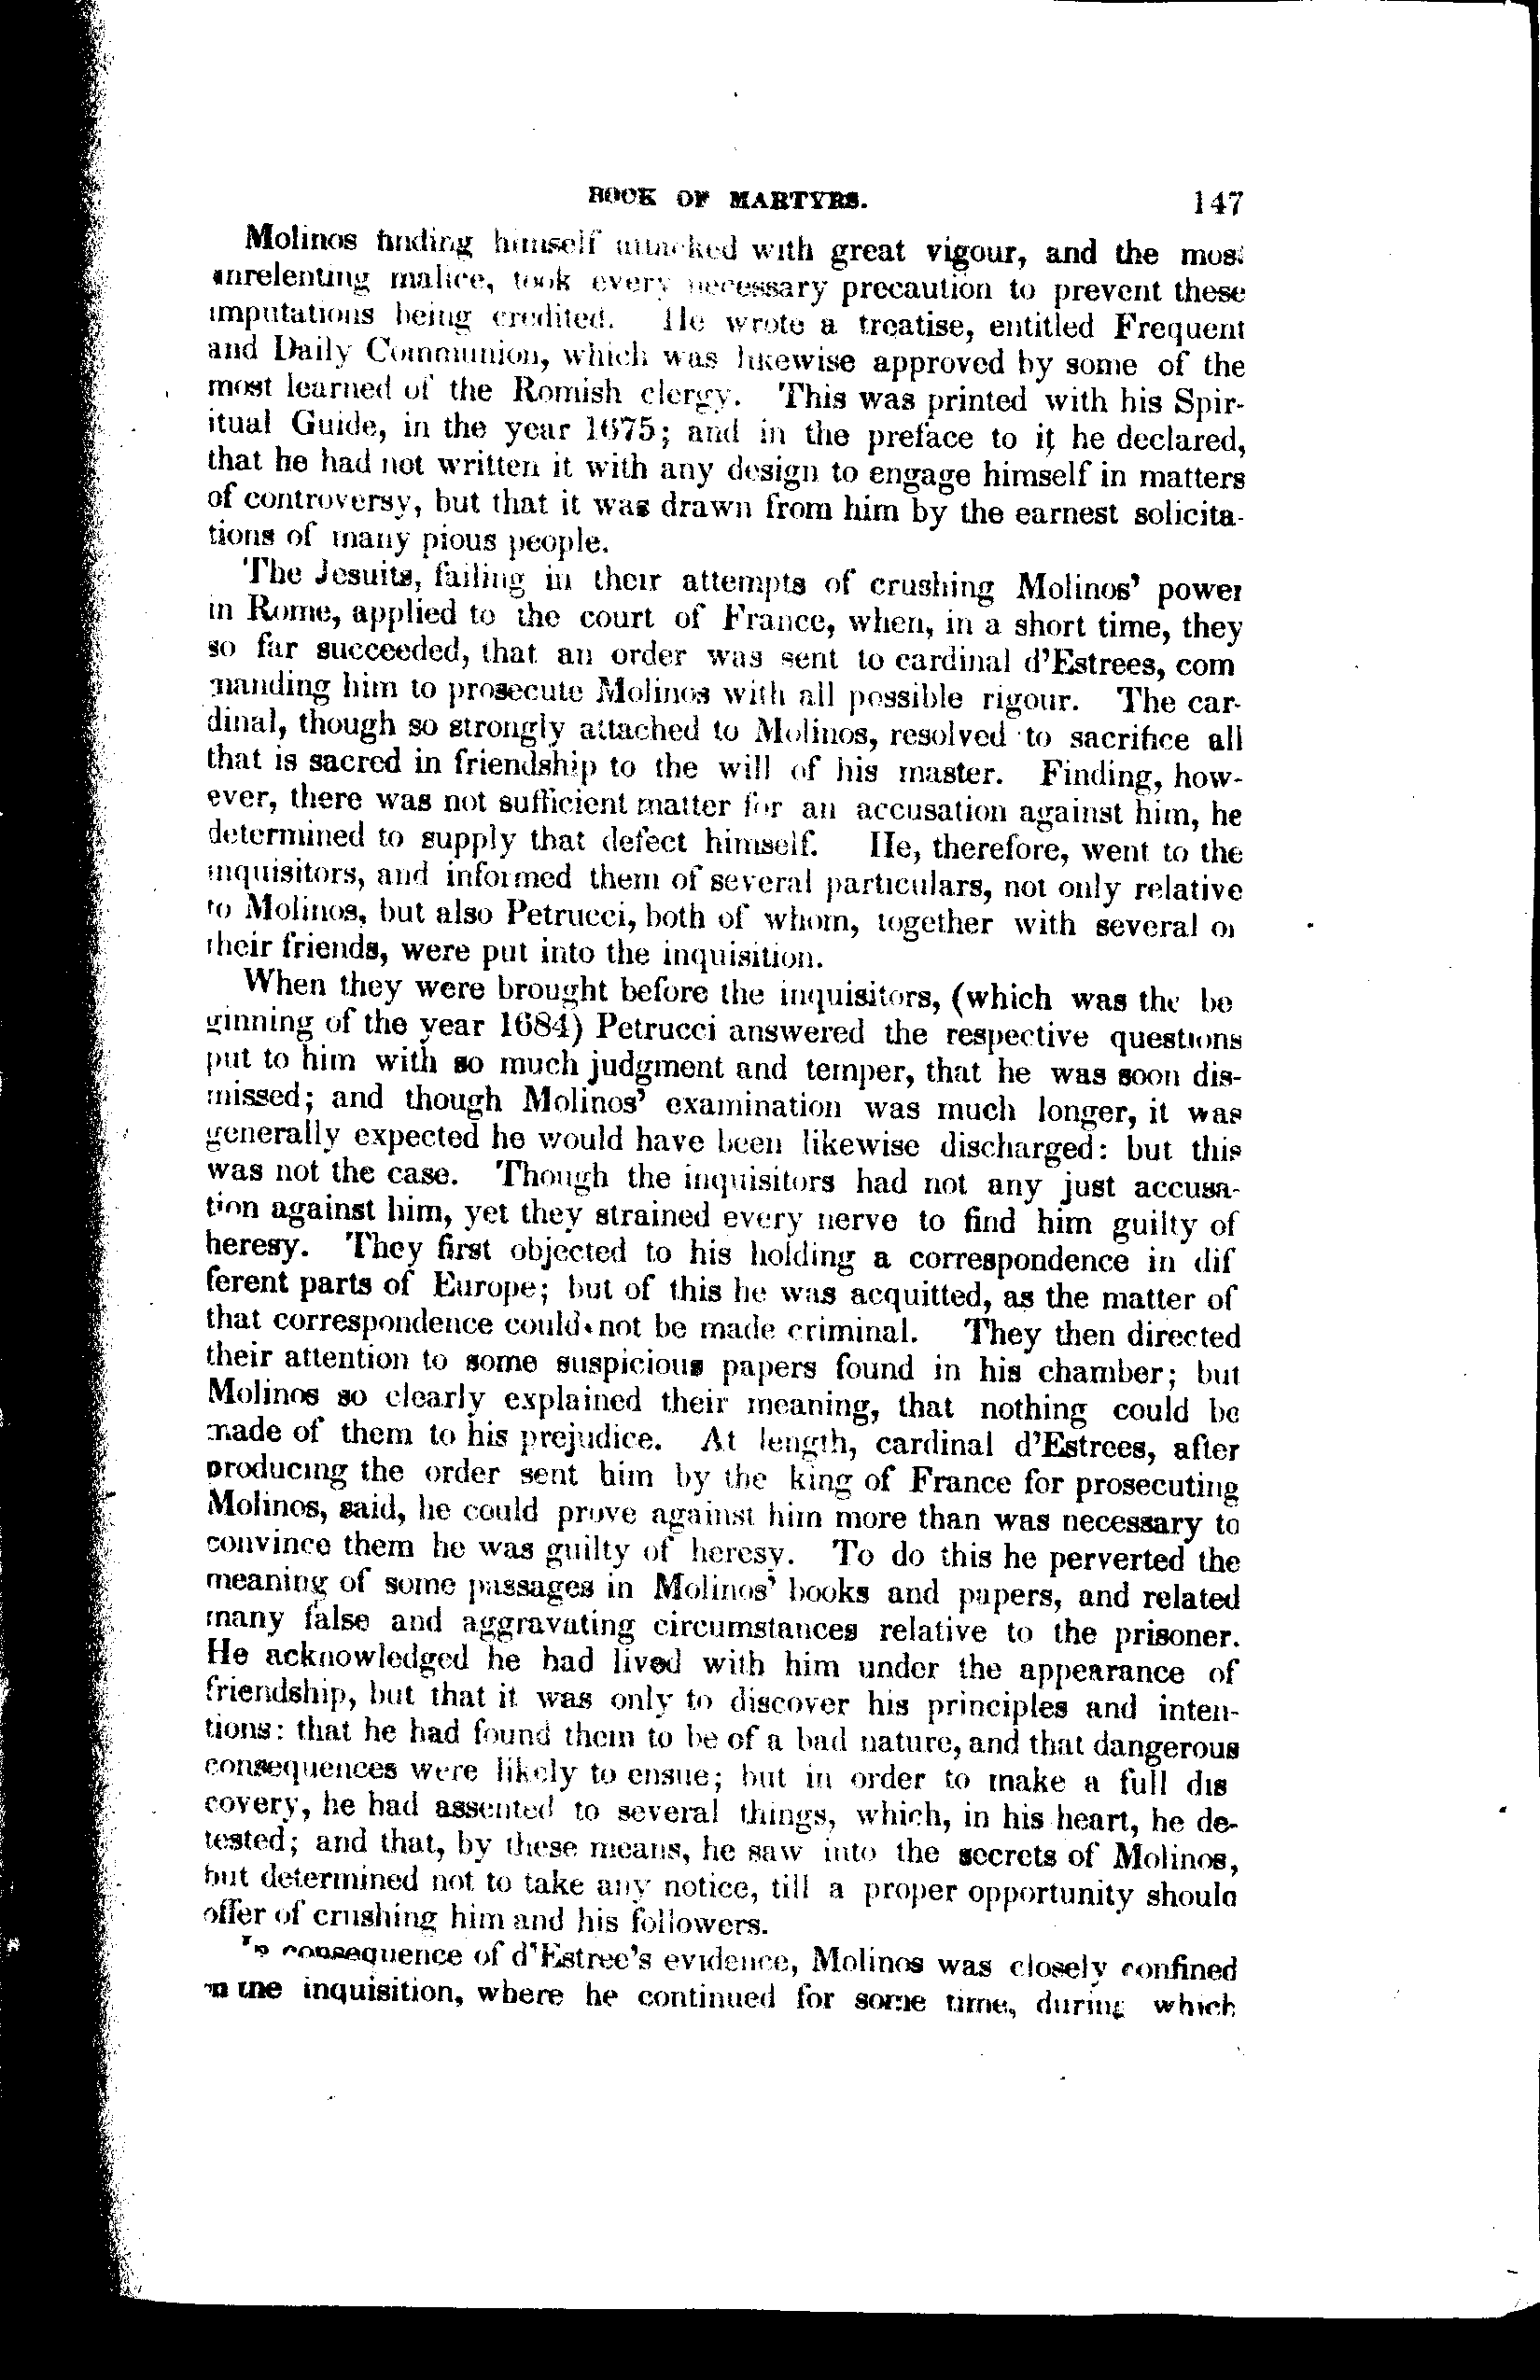 BOOK OF MARTYRS. 147
Molinos finding himself attacked with great vigour, and the most
unrelenting malice, took every necessary precaution to prevent these
imputations being credited. He wrote a treatise, entitled Frequent
and Daily Communion, which was likewise approved by some of the
most learned of the Romish clergy. This was printed with his Spir-
itual Guide, in the year 1675; and in the preface to it he declared,
that he had not written it with any design to engage himself in matters
of controversy, but that it was drawn from him by the earnest solicita-
tions of many pious people.
The Jesuits, failing in their attempts of crushing Molinos' power
in Rome, applied to the court of France, when, in a short time, they
so far succeeded, that an order was sent to cardinal d'Estrees, com
manding him to prosecute Molinos with all possible rigour. The car-
dinal, though so strongly attached to Molinos, resolved to sacrifice all
that is sacred in friendship to the will of his master. Finding, how-
ever, there was not sufficient matter for an accusation against him, he
determined to supply that defect himself. He, therefore, went to the
inquisitors, and informed them of several particulars, not only relative
to Molinos, but also Petrucci, both of whom, together with several of
their friends, were put into the inquisition.
When they were brought before the inquisitors, (which was the be
ginning of the year 1684) Petrucci answered the respective questions
put to him with so much judgment and temper, that he was soon dis-
missed; and though Molinos' examination was much longer, it was
generally expected he would have been likewise discharged: but this
was not the case. Though the inquisitors had not any just accusa-
tion against him, yet they strained every nerve to find him guilty of
heresy. They first objected to his holding a correspondence in dif
ferent parts of Europe; but of this he was acquitted, as the matter of
that correspondence could not be made criminal. They then directed
their attention to some suspicious papers found in his chamber; but
Molinos so clearly explained their meaning, that nothing could be
made of them to his prejudice. At length, cardinal d'Estrees, after
producing the order sent him by the king of France for prosecuting
Molinos, said, he could prove against him more than was necessary to
convince them he was guilty of heresy. To do this he perverted the
meaning of some passages in Molinos' books and papers, and related
many false and aggravating circumstances relative to the prisoner.
He acknowledged he had lived with him under the appearance of
friendship, but that it was only to discover his principles and inten-
tions: that he had found them to be of a bad nature, and that dangerous
consequences were likely to ensue; but in order to make a full dis
covery, he had assented to several things, which, in his heart, he de-
tested; and that, by these means, he saw into the secrets of Molinos,
but determined not to take any notice, till a proper opportunity should
offer of crushing him and his followers.
In consequence of d'Estree's evidence, Molinos was closely confined
in the inquisition, where he continued for some time, during which